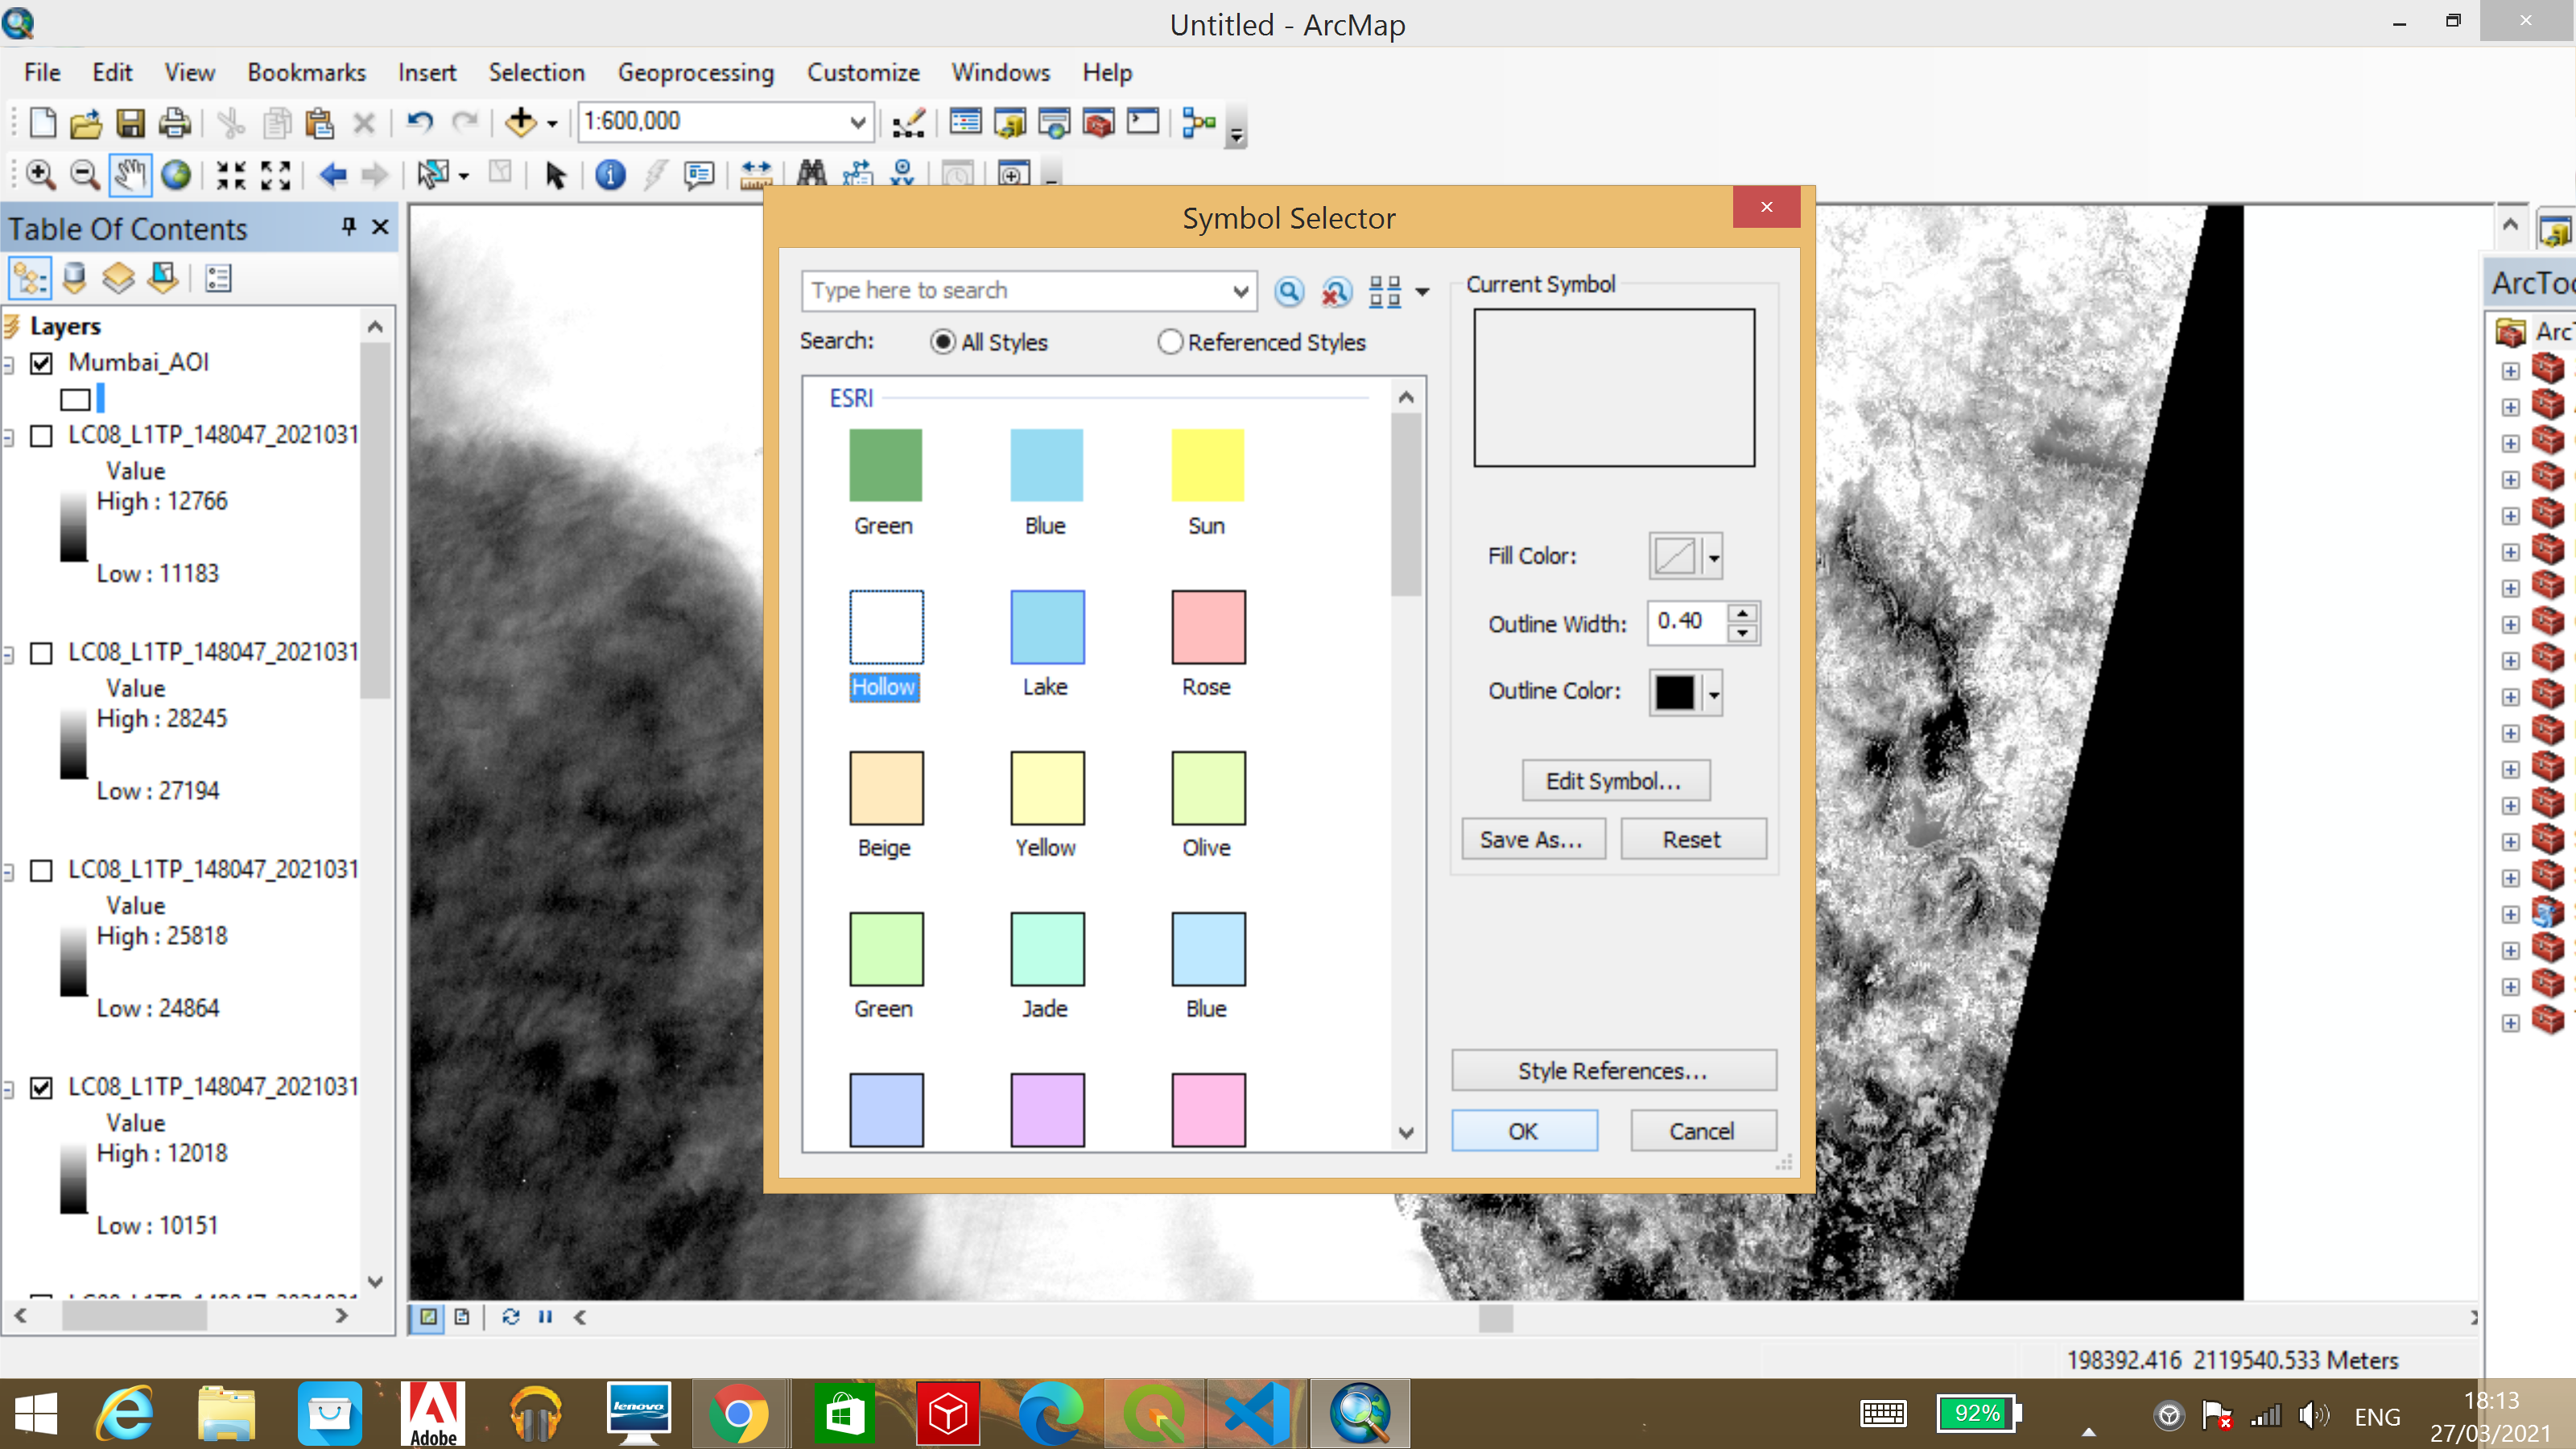 Untitled - ArcMap
File Edit View Bookmarks Insert Selection Geoprocessing Customize Windows Help
1:600,000
Table Of Contents
Layers
Mumbai_AOI
LC08_L1TP_148047_2021031
Value
High : 12766
Low : 11183
LC08_L1TP_148047_2021031
Value
High : 28245
Low : 27194
LC08_L1TP_148047_2021031
Value
High : 25818
Low : 24864
LC08_L1TP_148047_2021031
Value
High : 12018
Low : 10151
Symbol Selector
Type here to search
Search: All Styles Referenced Styles
ESRI
Green Blue Sun
Hollow Lake Rose
Beige Yellow Olive
Green Jade Blue
Current Symbol
Fill Color:
Outline Width: 0.40
Outline Color:
Edit Symbol...
Save As... Reset
Style References...
OK Cancel
ArcToo
ArcT
198392.416 2119540.533 Meters
Adobe
lenovo
92%
ENG
18:13
27/03/2021